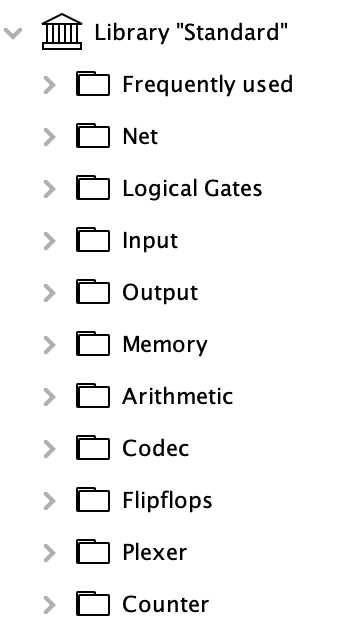 Library "Standard"
Frequently used
Net
Logical Gates
Input
Output
Memory
Arithmetic
Codec
Flipflops
Plexer
Counter